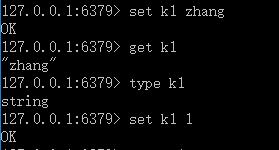 127.0.0.1:6379> set k1 zhang
OK
127.0.0.1:6379> get k1
"zhang"
127.0.0.1:6379> type k1
string
127.0.0.1:6379> set k1 1
OK